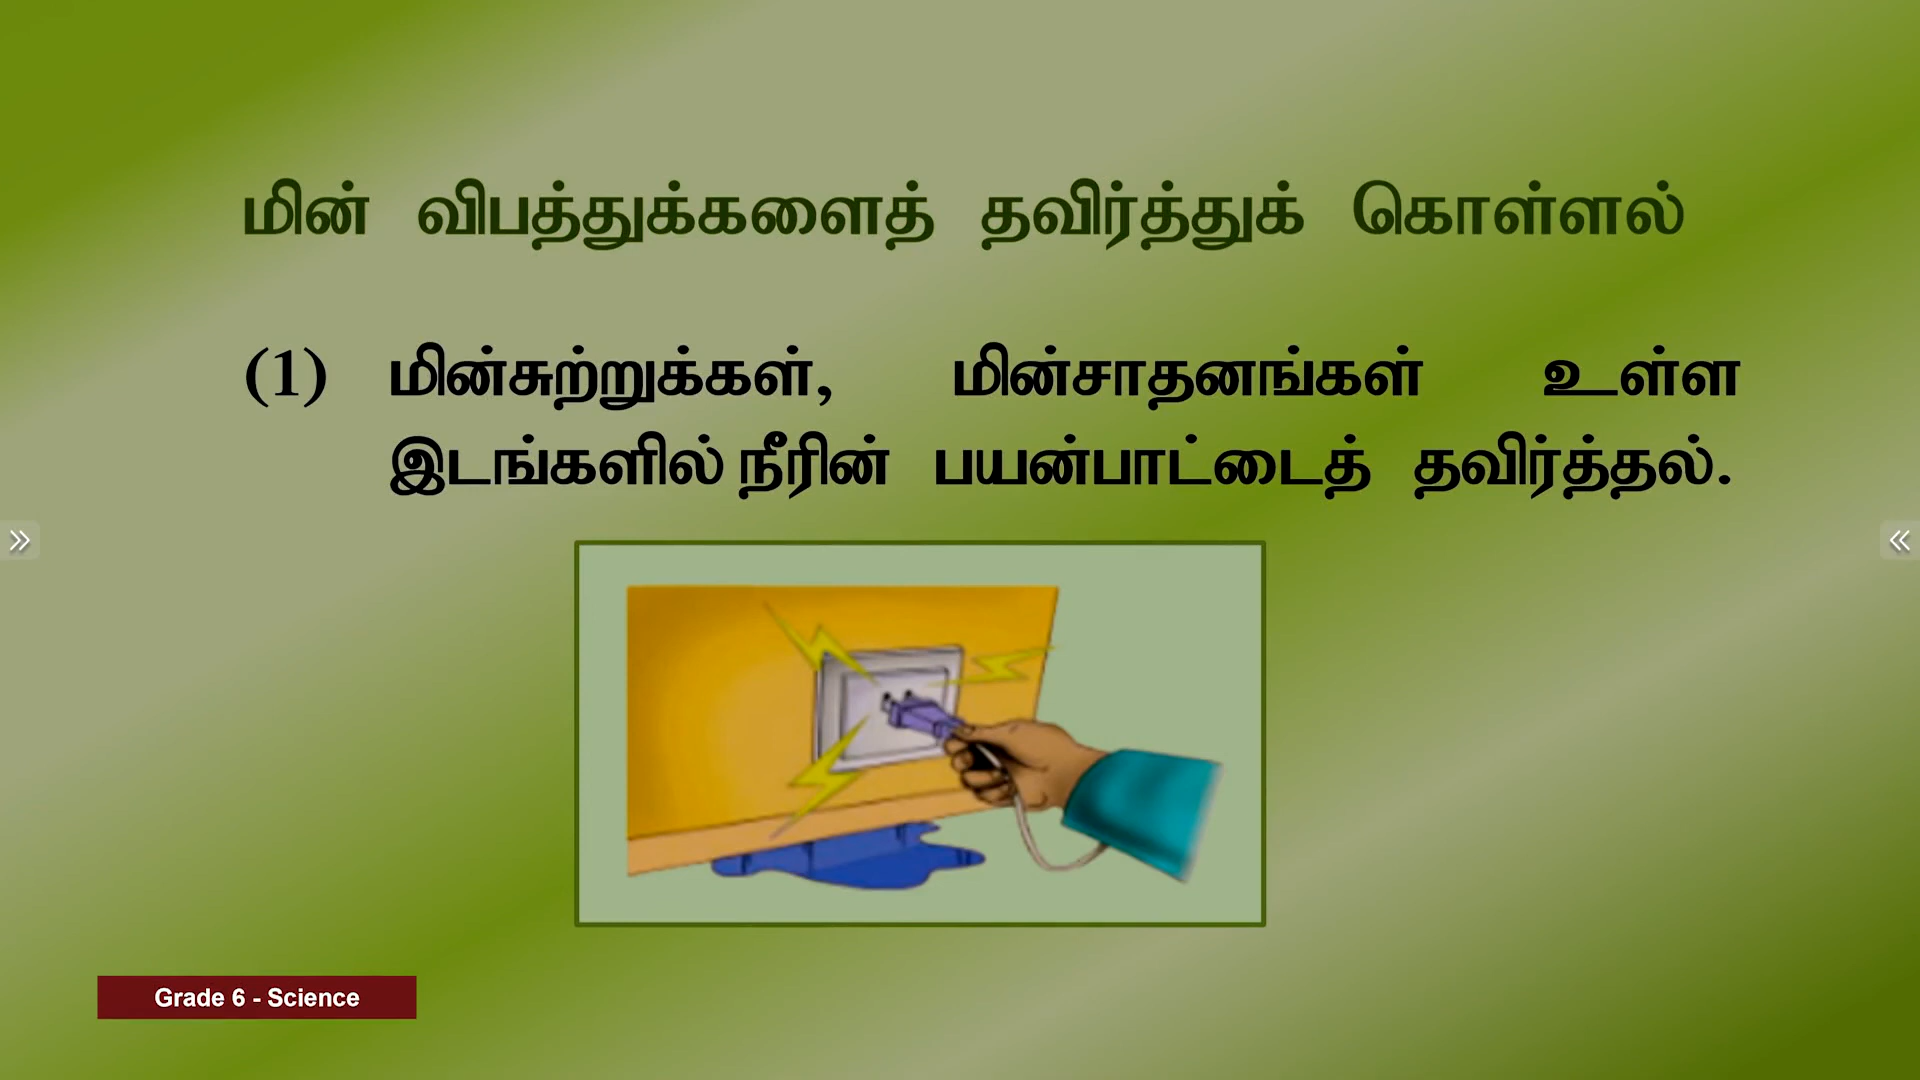 மின் விபத்துக்களைத் தவிர்த்துக் கொள்ளல்
(1) மின்சுற்றுக்கள், மின்சாதனங்கள் உள்ள
இடங்களில் நீரின் பயன்பாட்டைத் தவிர்த்தல்.
Grade 6 - Science